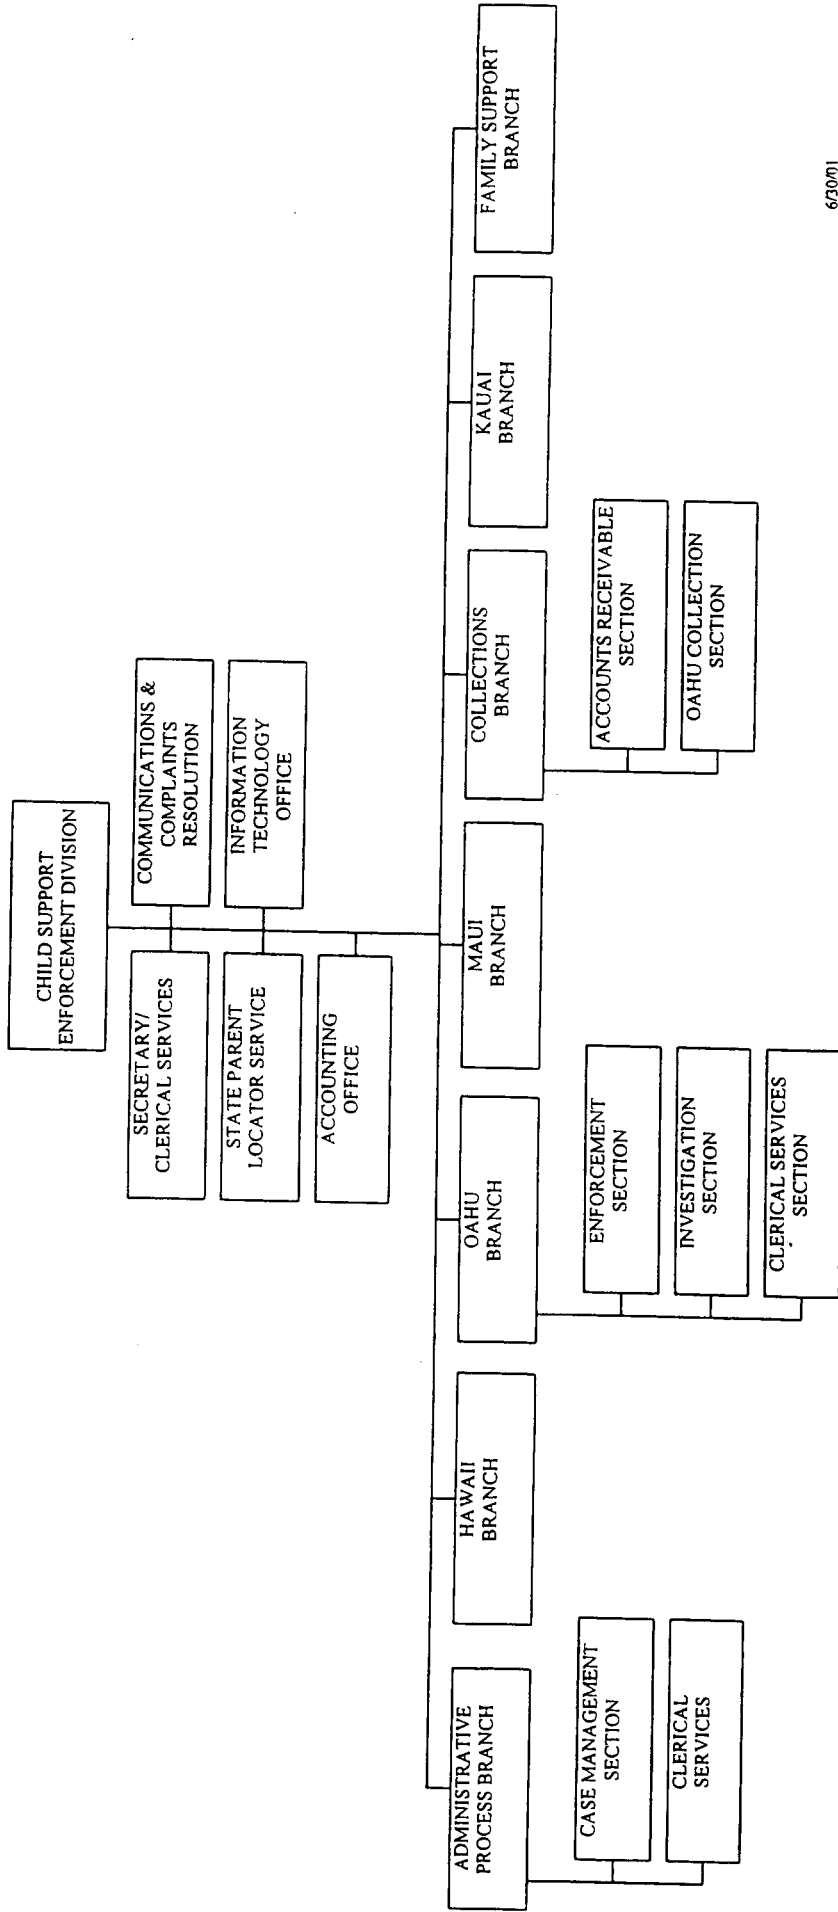 CHILD SUPPORT
ENFORCEMENT DIVISION
SECRETARY/
CLERICAL SERVICES
COMMUNICATIONS &
COMPLAINTS
RESOLUTION
STATE PARENT
LOCATOR SERVICE
INFORMATION
TECHNOLOGY
OFFICE
ACCOUNTING
OFFICE
ADMINISTRATIVE
PROCESS BRANCH
HAWAII
BRANCH
OAHU
BRANCH
MAUI
BRANCH
COLLECTIONS
BRANCH
KAUAI
BRANCH
FAMILY SUPPORT
BRANCH
CASE MANAGEMENT
SECTION
CLERICAL
SERVICES
ENFORCEMENT
SECTION
INVESTIGATION
SECTION
CLERICAL SERVICES
SECTION
ACCOUNTS RECEIVABLE
SECTION
OAHU COLLECTION
SECTION
6/30/01